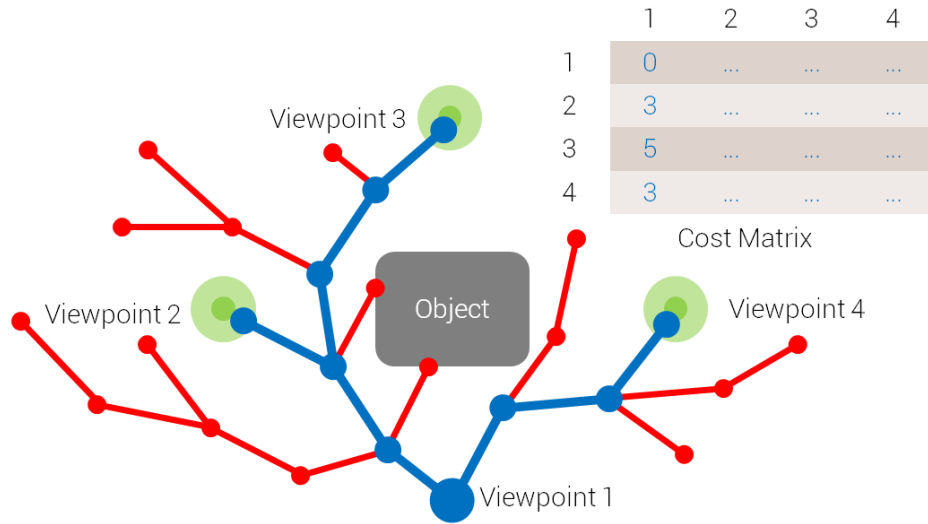 1 2 3 4
1 0 ... ... ...
2 3 ... ... ...
3 5 ... ... ...
4 3 ... ... ...
Cost Matrix
Viewpoint 3
Viewpoint 2
Object
Viewpoint 4
Viewpoint 1